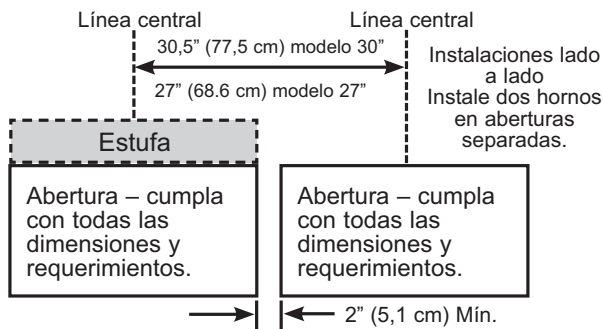 Línea central
Línea central
30,5” (77,5 cm) modelo 30”
27” (68.6 cm) modelo 27”
Instalaciones lado
a lado
Instale dos hornos
en aberturas
separadas.
Estufa
Abertura – cumpla
con todas las
dimensiones y
requerimientos.
Abertura – cumpla
con todas las
dimensiones y
requerimientos.
2” (5,1 cm) Mín.